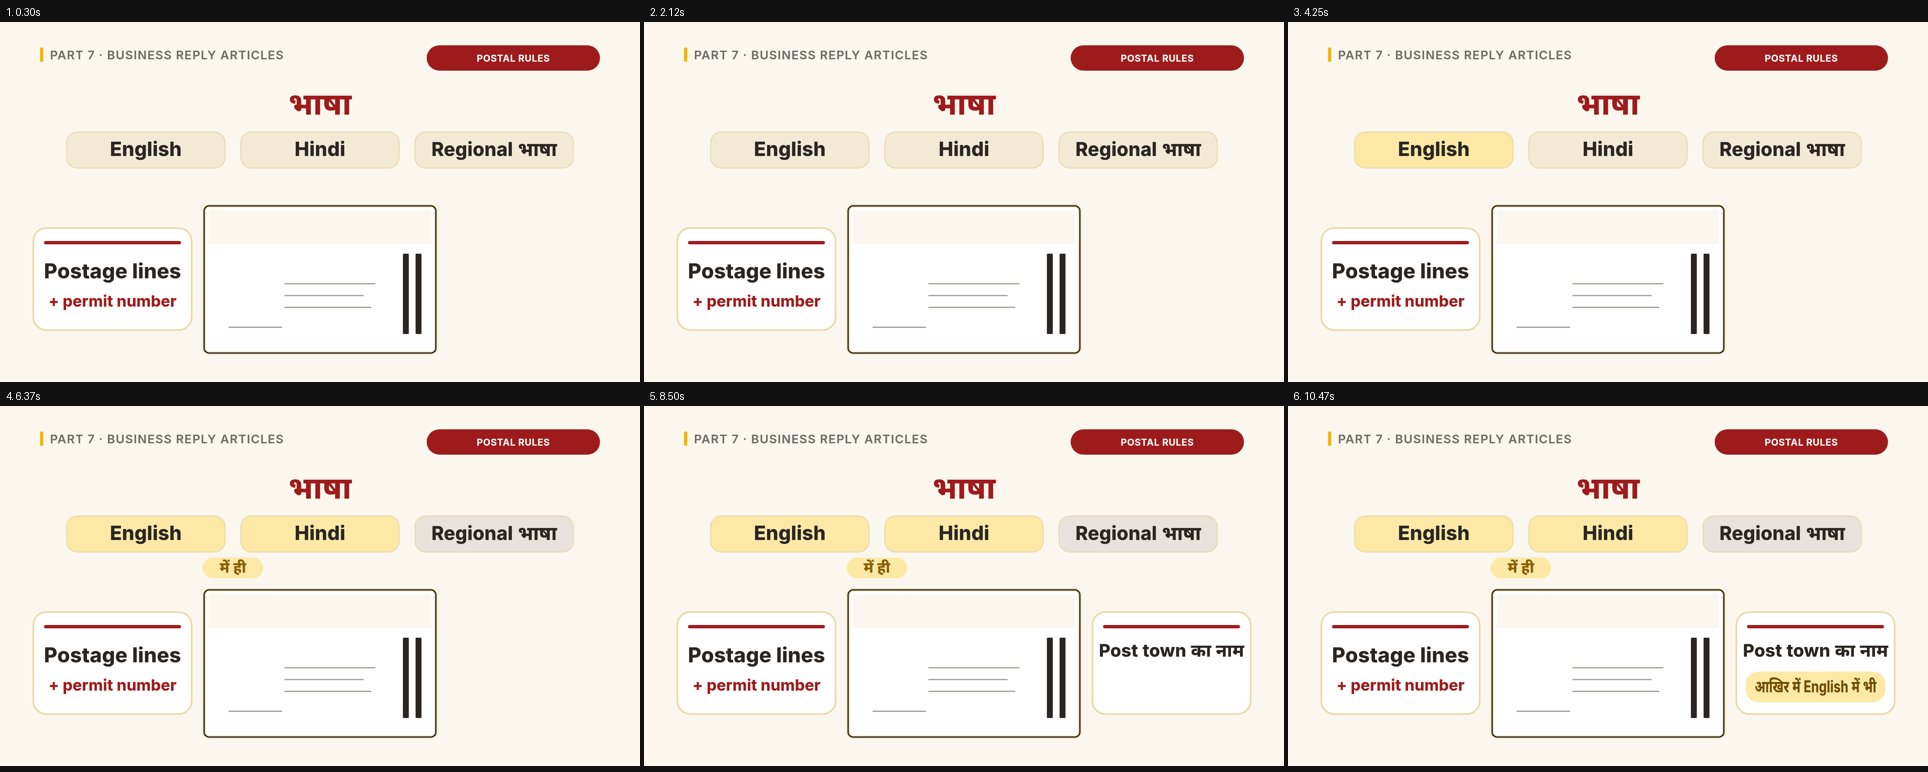 1. 0.30s
PART 7 · BUSINESS REPLY ARTICLES
POSTAL RULES
भाषा
English
Hindi
Regional भाषा
Postage lines
+ permit number
2. 2.12s
PART 7 · BUSINESS REPLY ARTICLES
POSTAL RULES
भाषा
English
Hindi
Regional भाषा
Postage lines
+ permit number
3. 4.25s
PART 7 · BUSINESS REPLY ARTICLES
POSTAL RULES
भाषा
English
Hindi
Regional भाषा
Postage lines
+ permit number
4. 6.37s
PART 7 · BUSINESS REPLY ARTICLES
POSTAL RULES
भाषा
English
Hindi
Regional भाषा
में ही
Postage lines
+ permit number
5. 8.50s
PART 7 · BUSINESS REPLY ARTICLES
POSTAL RULES
भाषा
English
Hindi
Regional भाषा
में ही
Postage lines
+ permit number
Post town का नाम
6. 10.47s
PART 7 · BUSINESS REPLY ARTICLES
POSTAL RULES
भाषा
English
Hindi
Regional भाषा
में ही
Postage lines
+ permit number
Post town का नाम
आखिर में English में भी